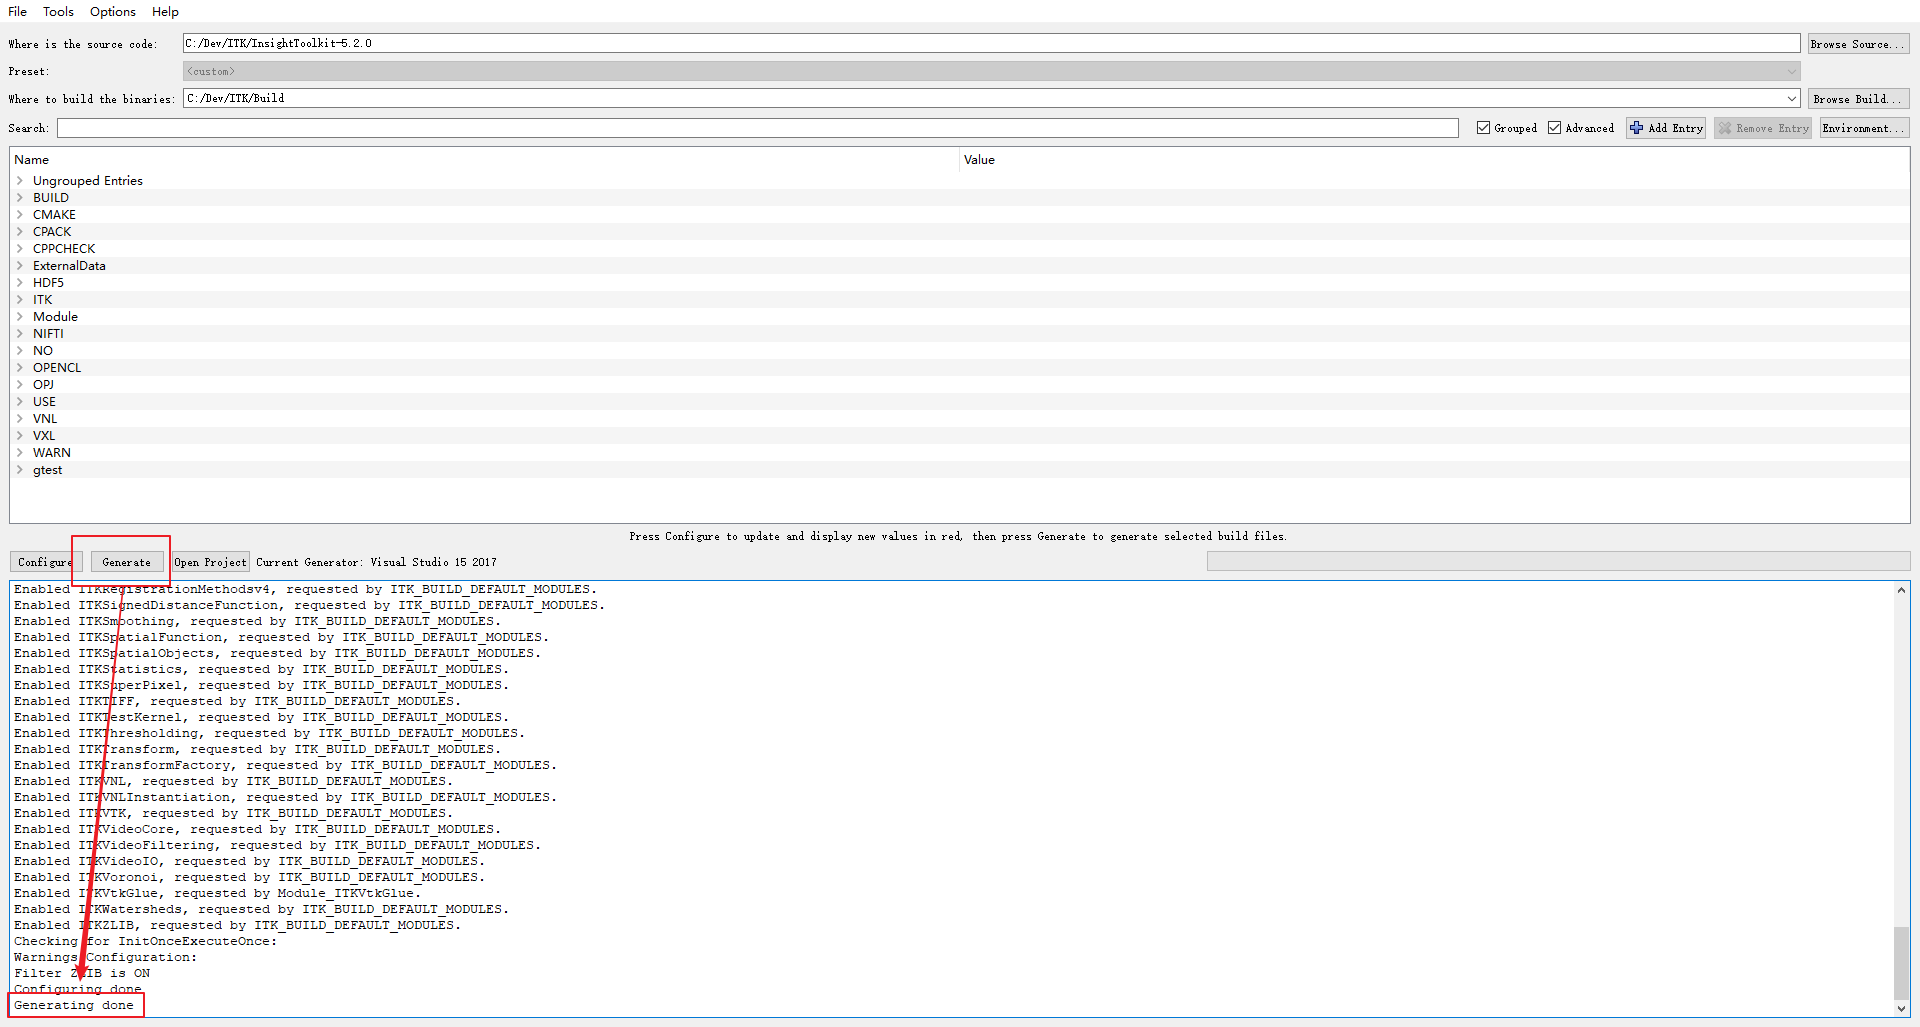 File Tools Options Help
Where is the source code: C:/Dev/ITK/InsightToolkit-5.2.0 Browse Source...
Preset: <custom>
Where to build the binaries: C:/Dev/ITK/Build Browse Build...
Search: Grouped Advanced Add Entry Remove Entry Environment...
Name Value
Ungrouped Entries
BUILD
CMAKE
CPACK
CPPCHECK
ExternalData
HDF5
ITK
Module
NIFTI
NO
OPENCL
OPJ
USE
VNL
VXL
WARN
gtest
Press Configure to update and display new values in red, then press Generate to generate selected build files.
Configure Generate Open Project Current Generator: Visual Studio 15 2017
Enabled ITKRegistrationMethodsv4, requested by ITK_BUILD_DEFAULT_MODULES.
Enabled ITKSignedDistanceFunction, requested by ITK_BUILD_DEFAULT_MODULES.
Enabled ITKSmoothing, requested by ITK_BUILD_DEFAULT_MODULES.
Enabled ITKSpatialFunction, requested by ITK_BUILD_DEFAULT_MODULES.
Enabled ITKSpatialObjects, requested by ITK_BUILD_DEFAULT_MODULES.
Enabled ITKStatistics, requested by ITK_BUILD_DEFAULT_MODULES.
Enabled ITKSuperPixel, requested by ITK_BUILD_DEFAULT_MODULES.
Enabled ITKTIFF, requested by ITK_BUILD_DEFAULT_MODULES.
Enabled ITKTestKernel, requested by ITK_BUILD_DEFAULT_MODULES.
Enabled ITKThresholding, requested by ITK_BUILD_DEFAULT_MODULES.
Enabled ITKTransform, requested by ITK_BUILD_DEFAULT_MODULES.
Enabled ITKTransformFactory, requested by ITK_BUILD_DEFAULT_MODULES.
Enabled ITKVNL, requested by ITK_BUILD_DEFAULT_MODULES.
Enabled ITKVNLInstantiation, requested by ITK_BUILD_DEFAULT_MODULES.
Enabled ITKVTK, requested by ITK_BUILD_DEFAULT_MODULES.
Enabled ITKVideoCore, requested by ITK_BUILD_DEFAULT_MODULES.
Enabled ITKVideoFiltering, requested by ITK_BUILD_DEFAULT_MODULES.
Enabled ITKVideoIO, requested by ITK_BUILD_DEFAULT_MODULES.
Enabled ITKVoronoi, requested by ITK_BUILD_DEFAULT_MODULES.
Enabled ITKVtkGlue, requested by Module_ITKVtkGlue.
Enabled ITKWatersheds, requested by ITK_BUILD_DEFAULT_MODULES.
Enabled ITKZLIB, requested by ITK_BUILD_DEFAULT_MODULES.
Checking for InitOnceExecuteOnce:
Warnings Configuration:
Filter ZLIB is ON
Configuring done
Generating done